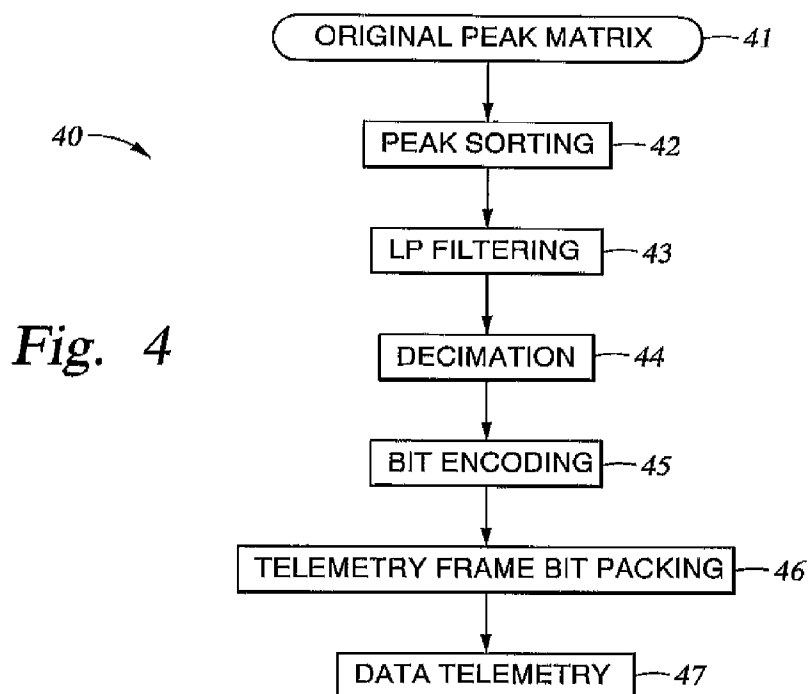 ORIGINAL PEAK MATRIX 41
40
PEAK SORTING 42
LP FILTERING 43
Fig. 4
DECIMATION 44
BIT ENCODING 45
TELEMETRY FRAME BIT PACKING 46
DATA TELEMETRY 47